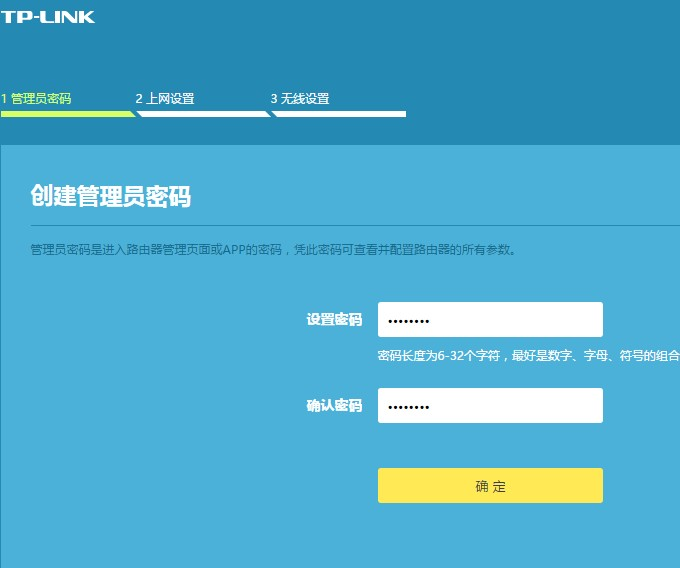 TP-LINK
1 管理员密码 2 上网设置 3 无线设置
创建管理员密码
管理员密码是进入路由器管理页面或APP的密码，凭此密码可查看并配置路由器的所有参数。
设置密码 ••••••••
密码长度为6-32个字符，最好是数字、字母、符号的组合
确认密码 ••••••••
确 定